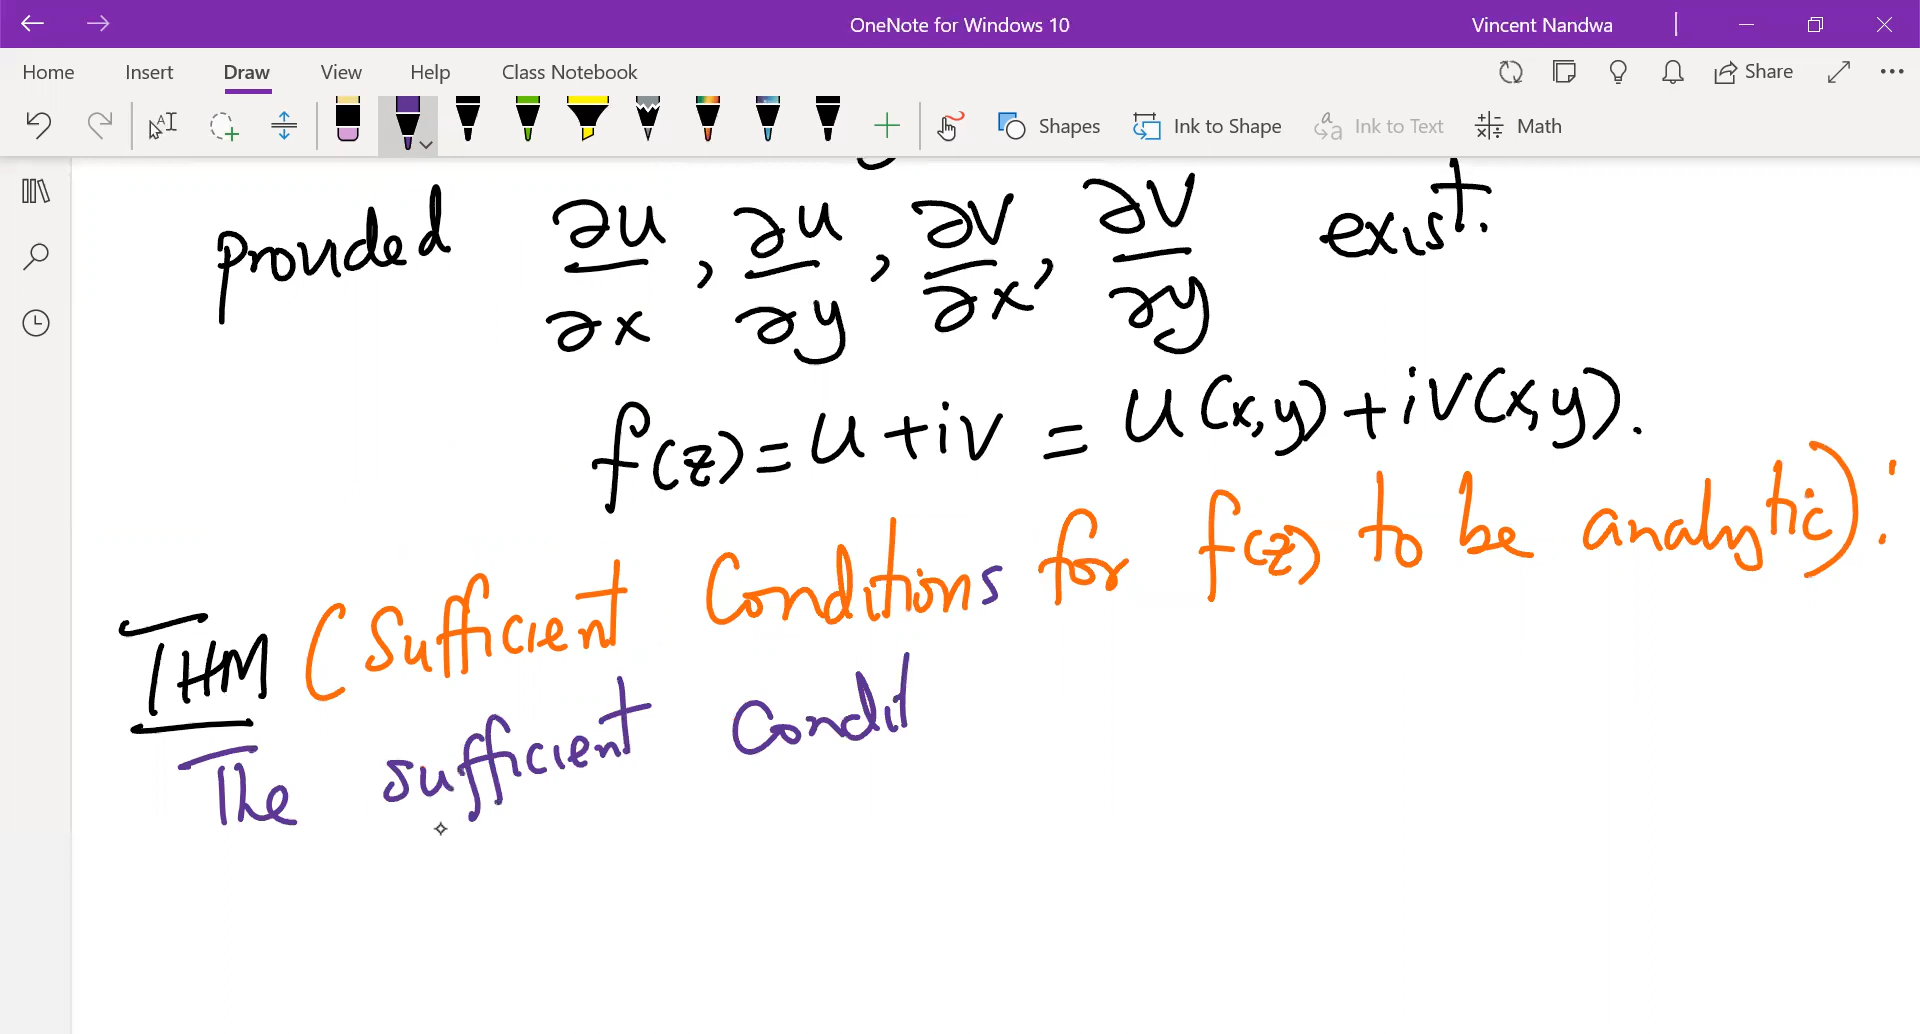 OneNote for Windows 10
Vincent Nandwa
Home Insert Draw View Help Class Notebook
Share
Shapes Ink to Shape Ink to Text Math
provided ∂u/∂x, ∂u/∂y, ∂v/∂x, ∂v/∂y exist.
f(z) = u + iv = u(x,y) + iv(x,y).
THM (Sufficient Conditions for f(z) to be analytic):
The sufficient Condit